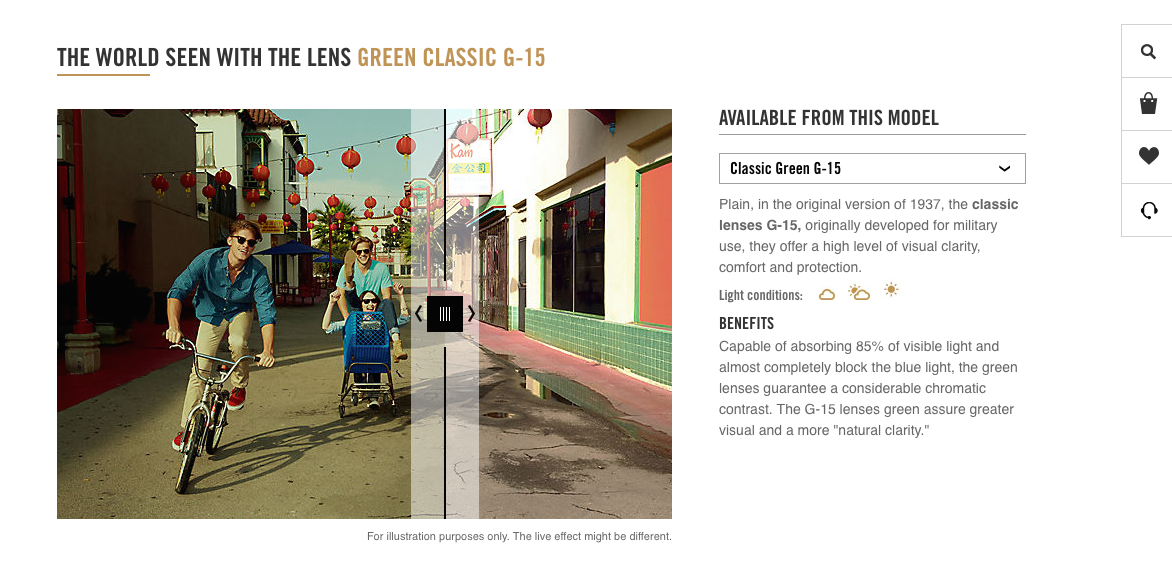 THE WORLD SEEN WITH THE LENS GREEN CLASSIC G-15
Kam
公司
AVAILABLE FROM THIS MODEL
Classic Green G-15
Plain, in the original version of 1937, the classic
lenses G-15, originally developed for military
use, they offer a high level of visual clarity,
comfort and protection.
Light conditions:
BENEFITS
Capable of absorbing 85% of visible light and
almost completely block the blue light, the green
lenses guarantee a considerable chromatic
contrast. The G-15 lenses green assure greater
visual and a more "natural clarity."
For illustration purposes only. The live effect might be different.